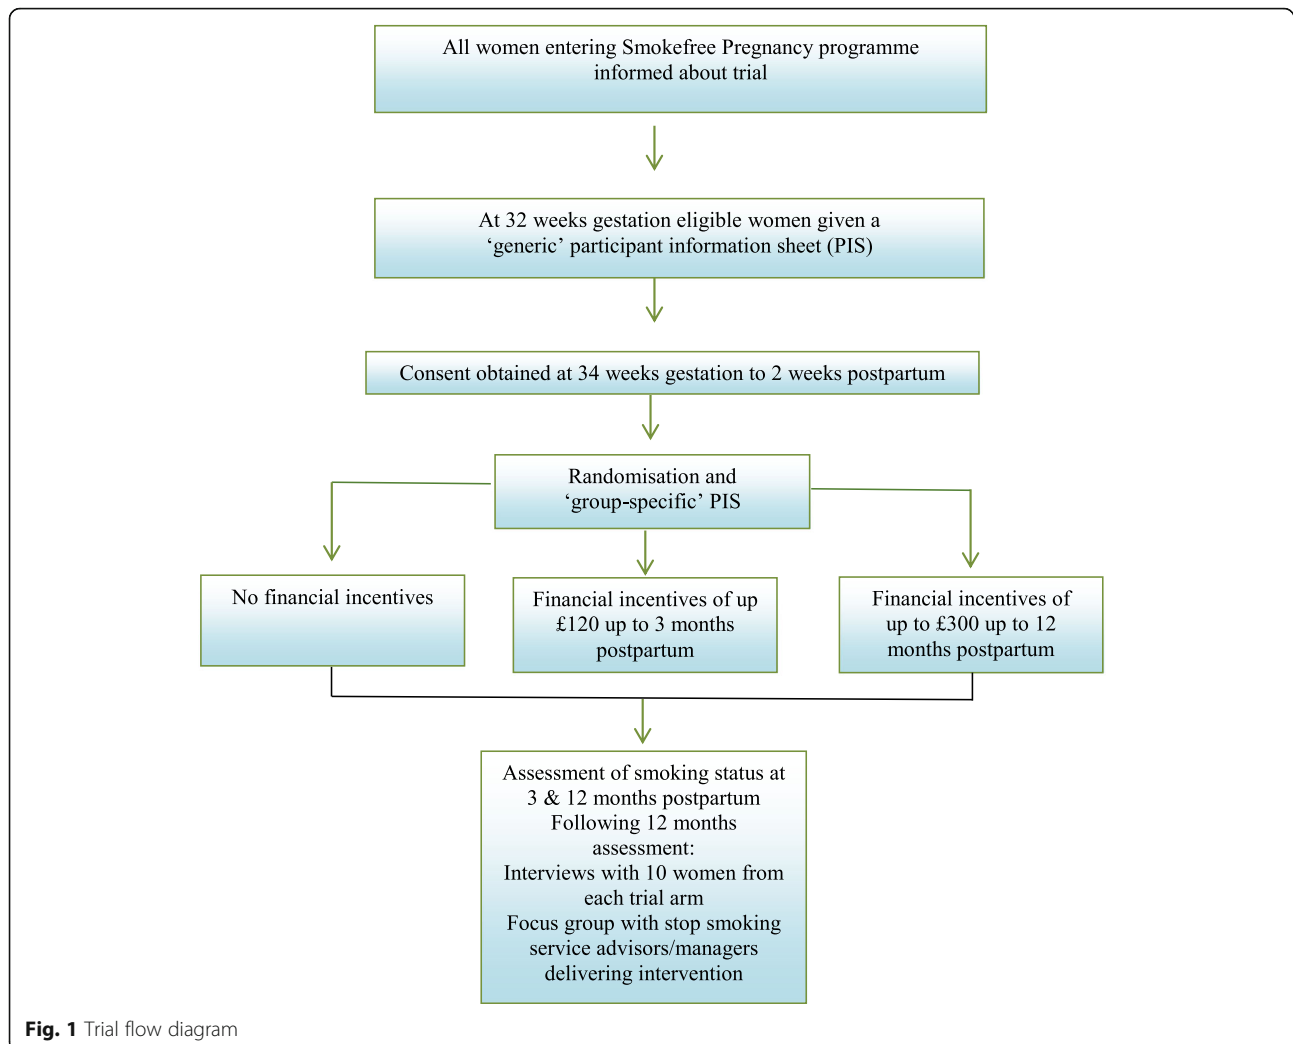 All women entering Smokefree Pregnancy programme
informed about trial
At 32 weeks gestation eligible women given a
‘generic’ participant information sheet (PIS)
Consent obtained at 34 weeks gestation to 2 weeks postpartum
Randomisation and
‘group-specific’ PIS
No financial incentives
Financial incentives of up
£120 up to 3 months
postpartum
Financial incentives of
up to £300 up to 12
months postpartum
Assessment of smoking status at
3 & 12 months postpartum
Following 12 months
assessment:
Interviews with 10 women from
each trial arm
Focus group with stop smoking
service advisors/managers
delivering intervention
Fig. 1 Trial flow diagram